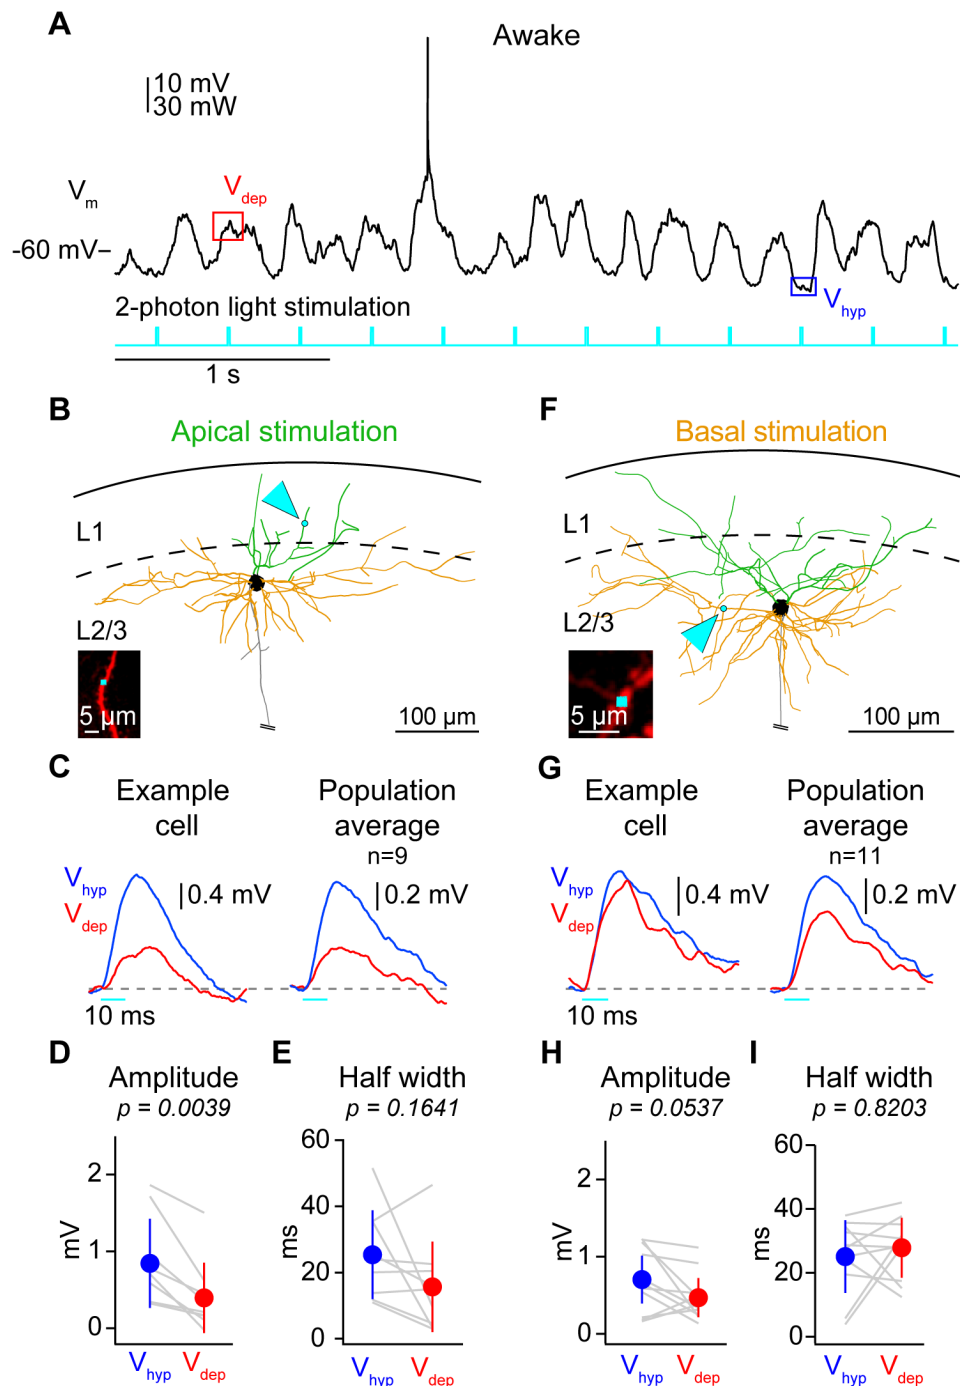 A
Awake
10 mV
30 mW
Vm
Vdep
-60 mV
Vhyp
2-photon light stimulation
1 s
B
Apical stimulation
L1
L2/3
5 µm
100 µm
F
Basal stimulation
L1
L2/3
5 µm
100 µm
C
Example
cell
Population
average
n=9
Vhyp
Vdep
0.4 mV
0.2 mV
10 ms
G
Example
cell
Population
average
n=11
Vhyp
Vdep
0.4 mV
0.2 mV
10 ms
D
Amplitude
p = 0.0039
2
1
0
mV
Vhyp
Vdep
E
Half width
p = 0.1641
60
40
20
0
ms
Vhyp
Vdep
H
Amplitude
p = 0.0537
2
1
0
mV
Vhyp
Vdep
I
Half width
p = 0.8203
60
40
20
0
ms
Vhyp
Vdep